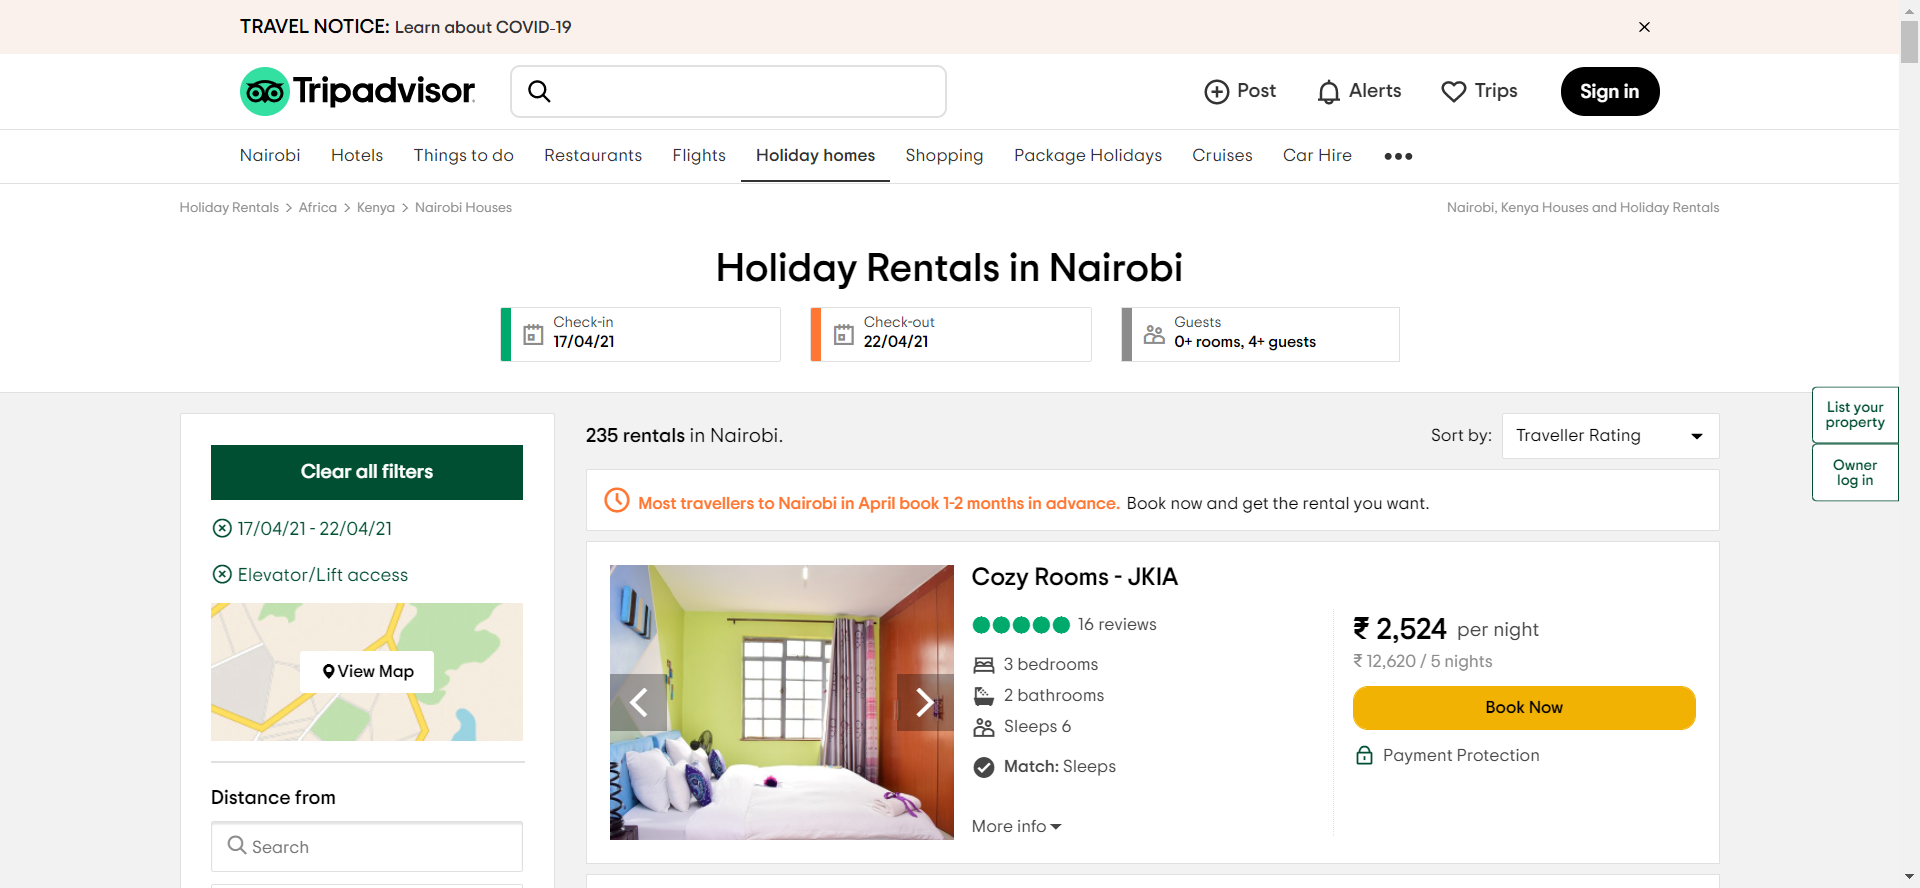 TRAVEL NOTICE: Learn about COVID-19
Tripadvisor
Post
Alerts
Trips
Sign in
Nairobi
Hotels
Things to do
Restaurants
Flights
Holiday homes
Shopping
Package Holidays
Cruises
Car Hire
Holiday Rentals > Africa > Kenya > Nairobi Houses
Nairobi, Kenya Houses and Holiday Rentals
Holiday Rentals in Nairobi
Check-in
17/04/21
Check-out
22/04/21
Guests
0+ rooms, 4+ guests
List your
property
Owner
log in
Clear all filters
17/04/21 - 22/04/21
Elevator/Lift access
View Map
Distance from
Search
235 rentals in Nairobi.
Sort by: Traveller Rating
Most travellers to Nairobi in April book 1-2 months in advance. Book now and get the rental you want.
Cozy Rooms - JKIA
16 reviews
3 bedrooms
2 bathrooms
Sleeps 6
Match: Sleeps
More info
₹ 2,524 per night
₹ 12,620 / 5 nights
Book Now
Payment Protection